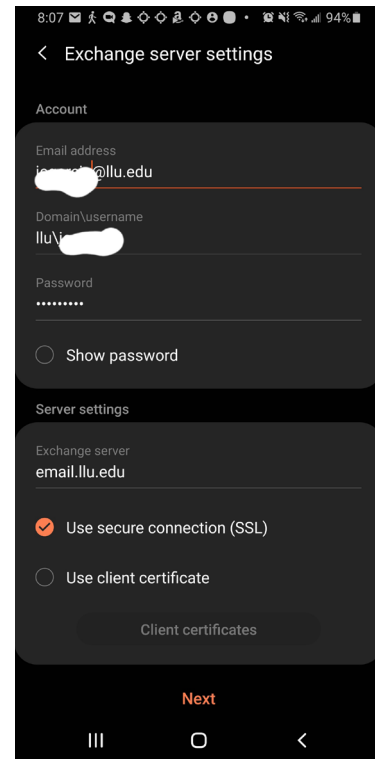 8:07 94%
Exchange server settings
Account
Email address
@llu.edu
Domain\username
llu\
Password
•••••••••
Show password
Server settings
Exchange server
email.llu.edu
Use secure connection (SSL)
Use client certificate
Client certificates
Next